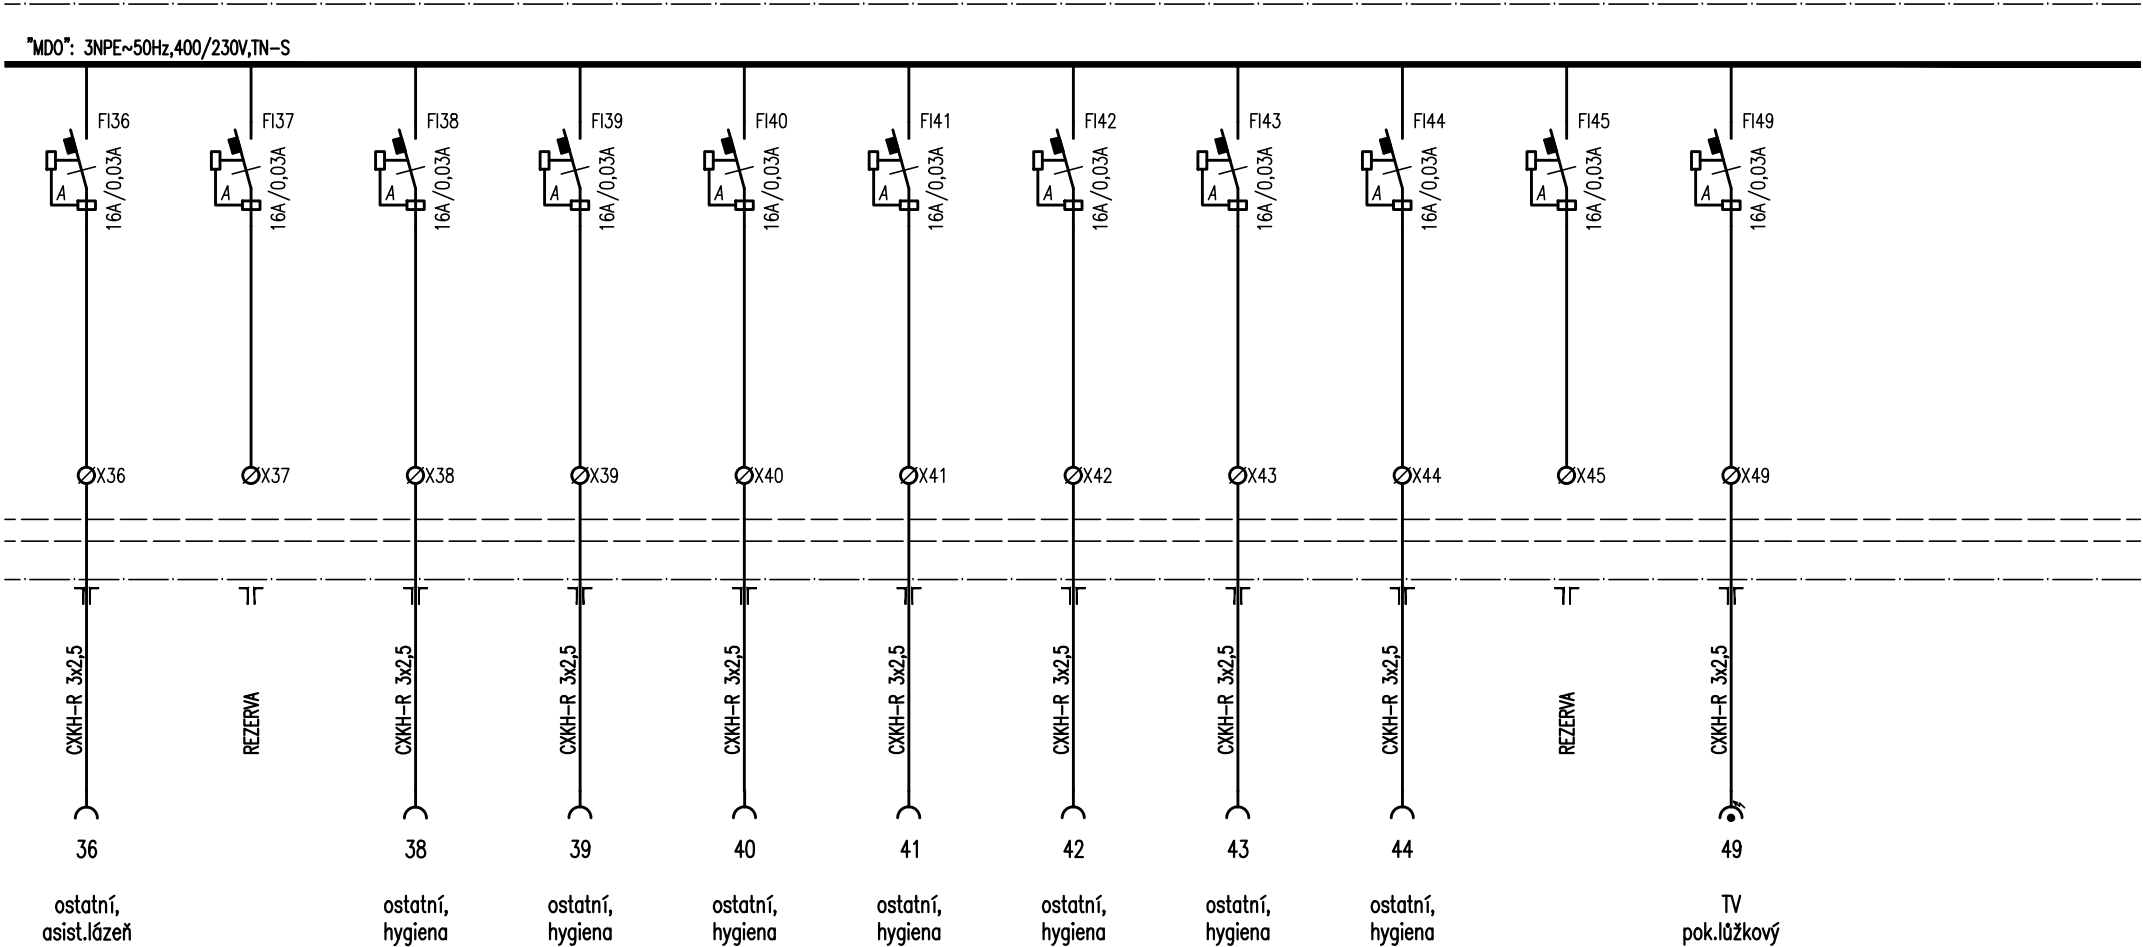 "MDO": 3NPE~50Hz,400/230V,TN-S
FI36 FI37 FI38 FI39 FI40 FI41 FI42 FI43 FI44 FI45 FI49
16A/0,03A 16A/0,03A 16A/0,03A 16A/0,03A 16A/0,03A 16A/0,03A 16A/0,03A 16A/0,03A 16A/0,03A 16A/0,03A 16A/0,03A
A A A A A A A A A A A
X36 X37 X38 X39 X40 X41 X42 X43 X44 X45 X49
CXKH-R 3x2,5 REZERVA CXKH-R 3x2,5 CXKH-R 3x2,5 CXKH-R 3x2,5 CXKH-R 3x2,5 CXKH-R 3x2,5 CXKH-R 3x2,5 CXKH-R 3x2,5 REZERVA CXKH-R 3x2,5
36 38 39 40 41 42 43 44 49
ostatní, ostatní, ostatní, ostatní, ostatní, ostatní, ostatní, ostatní, TV
asist.lázeň hygiena hygiena hygiena hygiena hygiena hygiena hygiena pok.lůžkový